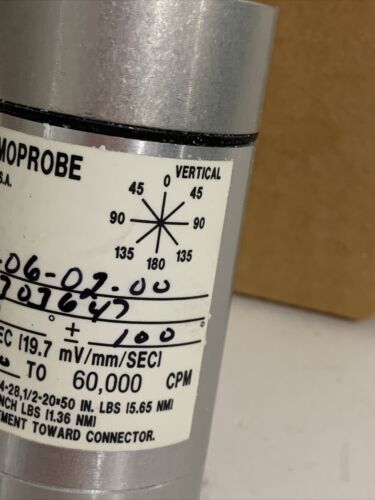 MOPROBE
S.A.
VERTICAL
0
45 45
90 90
135 135
180
-06-02-00
707647
° ± 100 °
EC [19.7 mV/mm/SEC]
TO 60,000 CPM
4-28,1/2-20=50 IN. LBS [5.65 NM]
NCH LBS [1.36 NM]
EMENT TOWARD CONNECTOR.